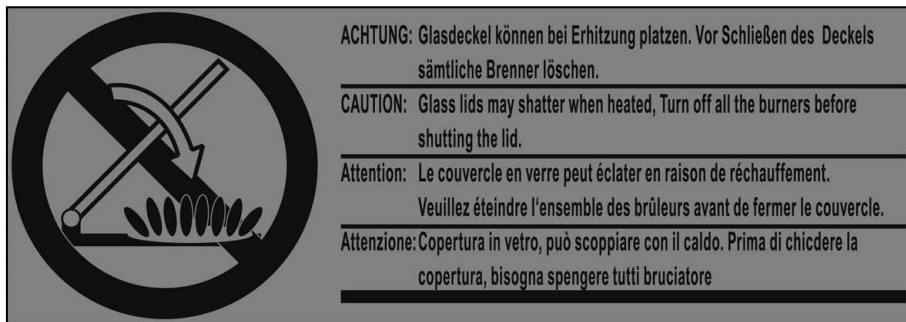 ACHTUNG: Glasdeckel können bei Erhitzung platzen. Vor Schließen des Deckels
sämtliche Brenner löschen.
CAUTION: Glass lids may shatter when heated, Turn off all the burners before
shutting the lid.
Attention: Le couvercle en verre peut éclater en raison de réchauffement.
Veuillez éteindre l‘ensemble des brûleurs avant de fermer le couvercle.
Attenzione: Copertura in vetro, può scoppiare con il caldo. Prima di chicdere la
copertura, bisogna spengere tutti bruciatore